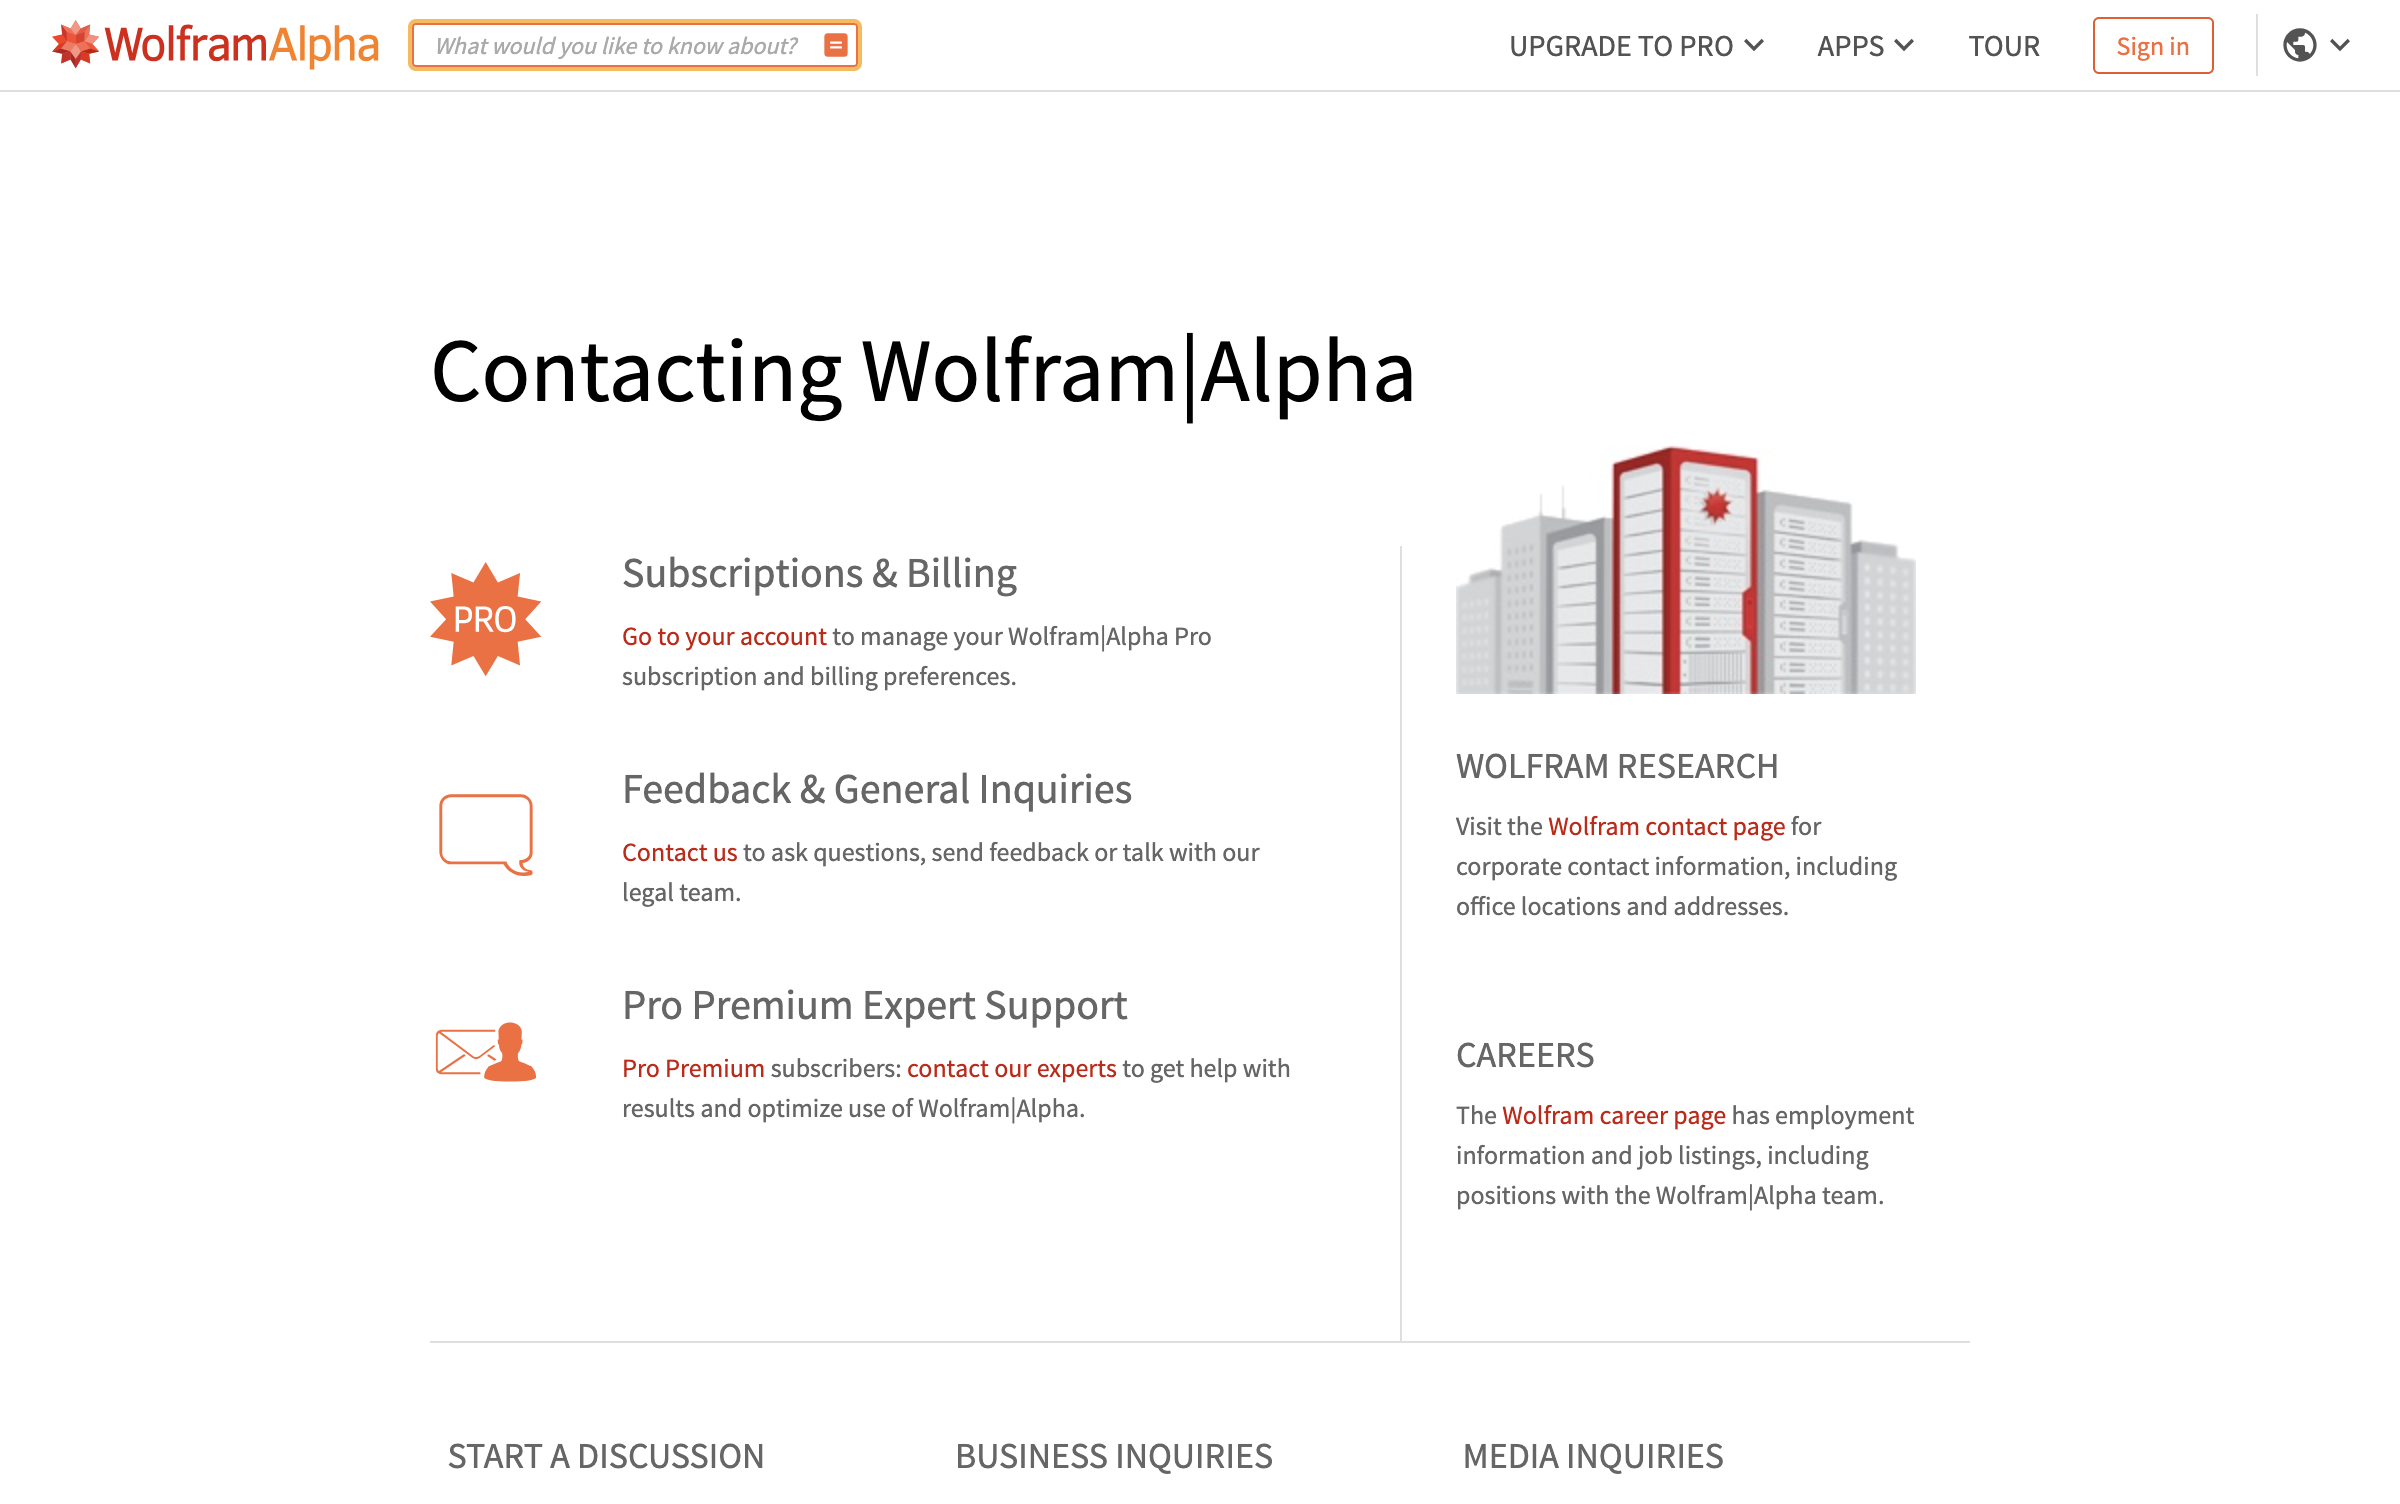 WolframAlpha
What would you like to know about?
UPGRADE TO PRO
APPS
TOUR
Sign in
Contacting Wolfram|Alpha
PRO
Subscriptions & Billing
Go to your account to manage your Wolfram|Alpha Pro
subscription and billing preferences.
Feedback & General Inquiries
Contact us to ask questions, send feedback or talk with our
legal team.
Pro Premium Expert Support
Pro Premium subscribers: contact our experts to get help with
results and optimize use of Wolfram|Alpha.
WOLFRAM RESEARCH
Visit the Wolfram contact page for
corporate contact information, including
office locations and addresses.
CAREERS
The Wolfram career page has employment
information and job listings, including
positions with the Wolfram|Alpha team.
START A DISCUSSION
BUSINESS INQUIRIES
MEDIA INQUIRIES